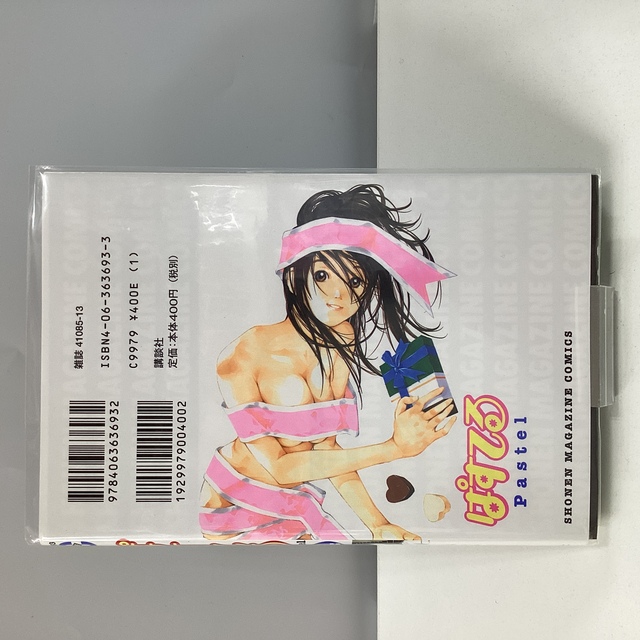 ぱすてる
Pastel
SHONEN MAGAZINE COMICS
雑誌 41085-13
ISBN4-06-363693-3
C9979 ¥400E (1)
講談社
定価:本体400円 (税別)
9784063636932
1929979004002